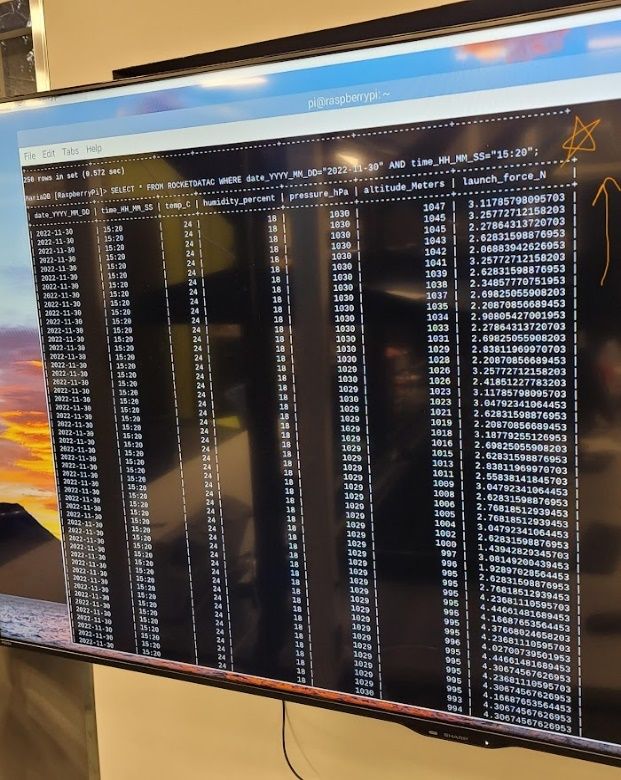 pi@raspberrypi: ~
File Edit Tabs Help
250 rows in set (0.572 sec)
MariaDB [RaspberryPi]> SELECT * FROM ROCKETDATAC WHERE date_YYYY_MM_DD="2022-11-30" AND time_HH_MM_SS="15:20";
| date_YYYY_MM_DD | time_HH_MM_SS | temp_C | humidity_percent | pressure_hPa | altitude_Meters | launch_force_N |
| 2022-11-30 | 15:20 | 24 | 18 | 1030 | 1047 | 3.11785798095703 |
| 2022-11-30 | 15:20 | 24 | 18 | 1030 | 1045 | 3.25772712158203 |
| 2022-11-30 | 15:20 | 24 | 18 | 1030 | 1045 | 2.27864313720703 |
| 2022-11-30 | 15:20 | 24 | 18 | 1030 | 1043 | 2.62831598876953 |
| 2022-11-30 | 15:20 | 24 | 18 | 1030 | 1042 | 2.06883942626953 |
| 2022-11-30 | 15:20 | 24 | 18 | 1030 | 1041 | 3.25772712158203 |
| 2022-11-30 | 15:20 | 24 | 18 | 1030 | 1039 | 2.62831598876953 |
| 2022-11-30 | 15:20 | 24 | 18 | 1030 | 1038 | 2.34857770751953 |
| 2022-11-30 | 15:20 | 24 | 18 | 1030 | 1037 | 2.69825055908203 |
| 2022-11-30 | 15:20 | 24 | 18 | 1030 | 1035 | 2.20870856689453 |
| 2022-11-30 | 15:20 | 24 | 18 | 1030 | 1034 | 2.90805427001953 |
| 2022-11-30 | 15:20 | 24 | 18 | 1030 | 1033 | 2.27864313720703 |
| 2022-11-30 | 15:20 | 24 | 18 | 1030 | 1031 | 2.69825055908203 |
| 2022-11-30 | 15:20 | 24 | 18 | 1030 | 1029 | 2.83811969970703 |
| 2022-11-30 | 15:20 | 24 | 18 | 1030 | 1028 | 2.20870856689453 |
| 2022-11-30 | 15:20 | 24 | 18 | 1029 | 1026 | 3.25772712158203 |
| 2022-11-30 | 15:20 | 24 | 18 | 1029 | 1026 | 2.41851227783203 |
| 2022-11-30 | 15:20 | 24 | 18 | 1029 | 1023 | 3.11785798095703 |
| 2022-11-30 | 15:20 | 24 | 18 | 1029 | 1023 | 3.04792341064453 |
| 2022-11-30 | 15:20 | 24 | 18 | 1029 | 1021 | 2.62831598876953 |
| 2022-11-30 | 15:20 | 24 | 18 | 1029 | 1019 | 2.20870856689453 |
| 2022-11-30 | 15:20 | 24 | 18 | 1029 | 1018 | 3.18779255126953 |
| 2022-11-30 | 15:20 | 24 | 18 | 1029 | 1016 | 2.69825055908203 |
| 2022-11-30 | 15:20 | 24 | 18 | 1029 | 1015 | 2.62831598876953 |
| 2022-11-30 | 15:20 | 24 | 18 | 1029 | 1013 | 2.83811969970703 |
| 2022-11-30 | 15:20 | 24 | 18 | 1029 | 1011 | 2.55838141845703 |
| 2022-11-30 | 15:20 | 24 | 18 | 1029 | 1009 | 3.04792341064453 |
| 2022-11-30 | 15:20 | 24 | 18 | 1029 | 1008 | 2.62831598876953 |
| 2022-11-30 | 15:20 | 24 | 18 | 1029 | 1006 | 2.76818512939453 |
| 2022-11-30 | 15:20 | 24 | 18 | 1029 | 1005 | 2.76818512939453 |
| 2022-11-30 | 15:20 | 24 | 18 | 1029 | 1004 | 3.04792341064453 |
| 2022-11-30 | 15:20 | 24 | 18 | 1029 | 1002 | 2.62831598876953 |
| 2022-11-30 | 15:20 | 24 | 18 | 1029 | 1000 | 1.43942829345703 |
| 2022-11-30 | 15:20 | 24 | 18 | 1029 | 997 |
| 2022-11-30 | 15:20 | 24 | 18 | 1029 | 996 | 1.92897028564453 |
| 2022-11-30 | 15:20 | 24 | 18 | 1029 | 995 | 2.62831598876953 |
| 2022-11-30 | 15:20 | 24 | 18 | 1029 | 995 | 2.76818512939453 |
| 2022-11-30 | 15:20 | 24 | 18 | 1029 | 995 | 4.23681110595703 |
| 2022-11-30 | 15:20 | 24 | 18 | 1029 | 995 | 4.44661481689453 |
| 2022-11-30 | 15:20 | 24 | 18 | 1029 | 995 | 4.16687653564453 |
| 2022-11-30 | 15:20 | 24 | 18 | 1029 | 995 | 4.37668024658203 |
| 2022-11-30 | 15:20 | 24 | 18 | 1029 | 996 | 4.23681110595703 |
| 2022-11-30 | 15:20 | 24 | 18 | 1029 | 995 | 4.02700739501953 |
| 2022-11-30 | 15:20 | 24 | 18 | 1029 | 995 | 4.44661481689453 |
| 2022-11-30 | 15:20 | 24 | 18 | 1029 | 995 | 4.23681110595703 |
| 2022-11-30 | 15:20 | 24 | 18 | 1029 | 995 | 4.30674567626953 |
| 2022-11-30 | 15:20 | 24 | 18 | 1029 | 993 | 4.16687653564453 |
| 2022-11-30 | 15:20 | 24 | 18 | 1030 | 994 | 4.30674567626953 |
SHARP